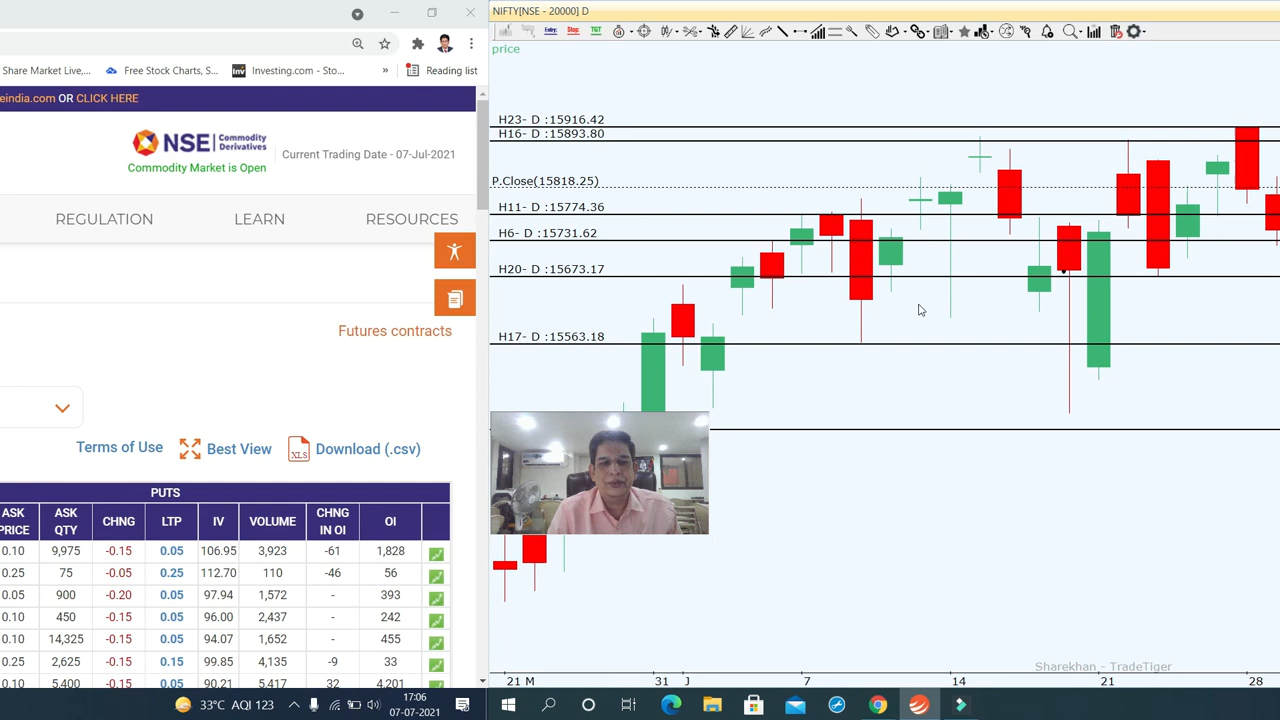 Share Market Live,...
Free Stock Charts, S...
Inv
Investing.com - Sto...
»
Reading list
eindia.com OR CLICK HERE
NSE
Commodity
Derivatives
Commodity Market is Open
Current Trading Date - 07-Jul-2021
REGULATION
LEARN
RESOURCES
Futures contracts
Terms of Use
Best View
XLS
Download (.csv)
PUTS
ASK PRICE
ASK QTY
CHNG
LTP
IV
VOLUME
CHNG IN OI
OI
0.10 9,975 -0.15 0.05 106.95 3,923 -61 1,828
0.25 75 -0.05 0.25 112.70 110 -46 56
0.05 900 -0.20 0.05 97.94 1,572 - 393
0.10 450 -0.15 0.05 96.00 2,437 - 242
0.10 14,325 -0.15 0.05 94.07 1,652 - 455
0.25 2,625 -0.15 0.15 99.85 4,135 -9 33
0.10 5,400 -0.15 0.05 90.21 5,417 32 4,201
NIFTY[NSE - 20000] D
Entry:
Stop:
TGT
price
H23- D :15916.42
H16- D :15893.80
P.Close(15818.25)
H11- D :15774.36
H6- D :15731.62
H20- D :15673.17
H17- D :15563.18
Sharekhan - TradeTiger
21 M
31
J
7
14
21
28
33°C AQI 123
17:06
07-07-2021